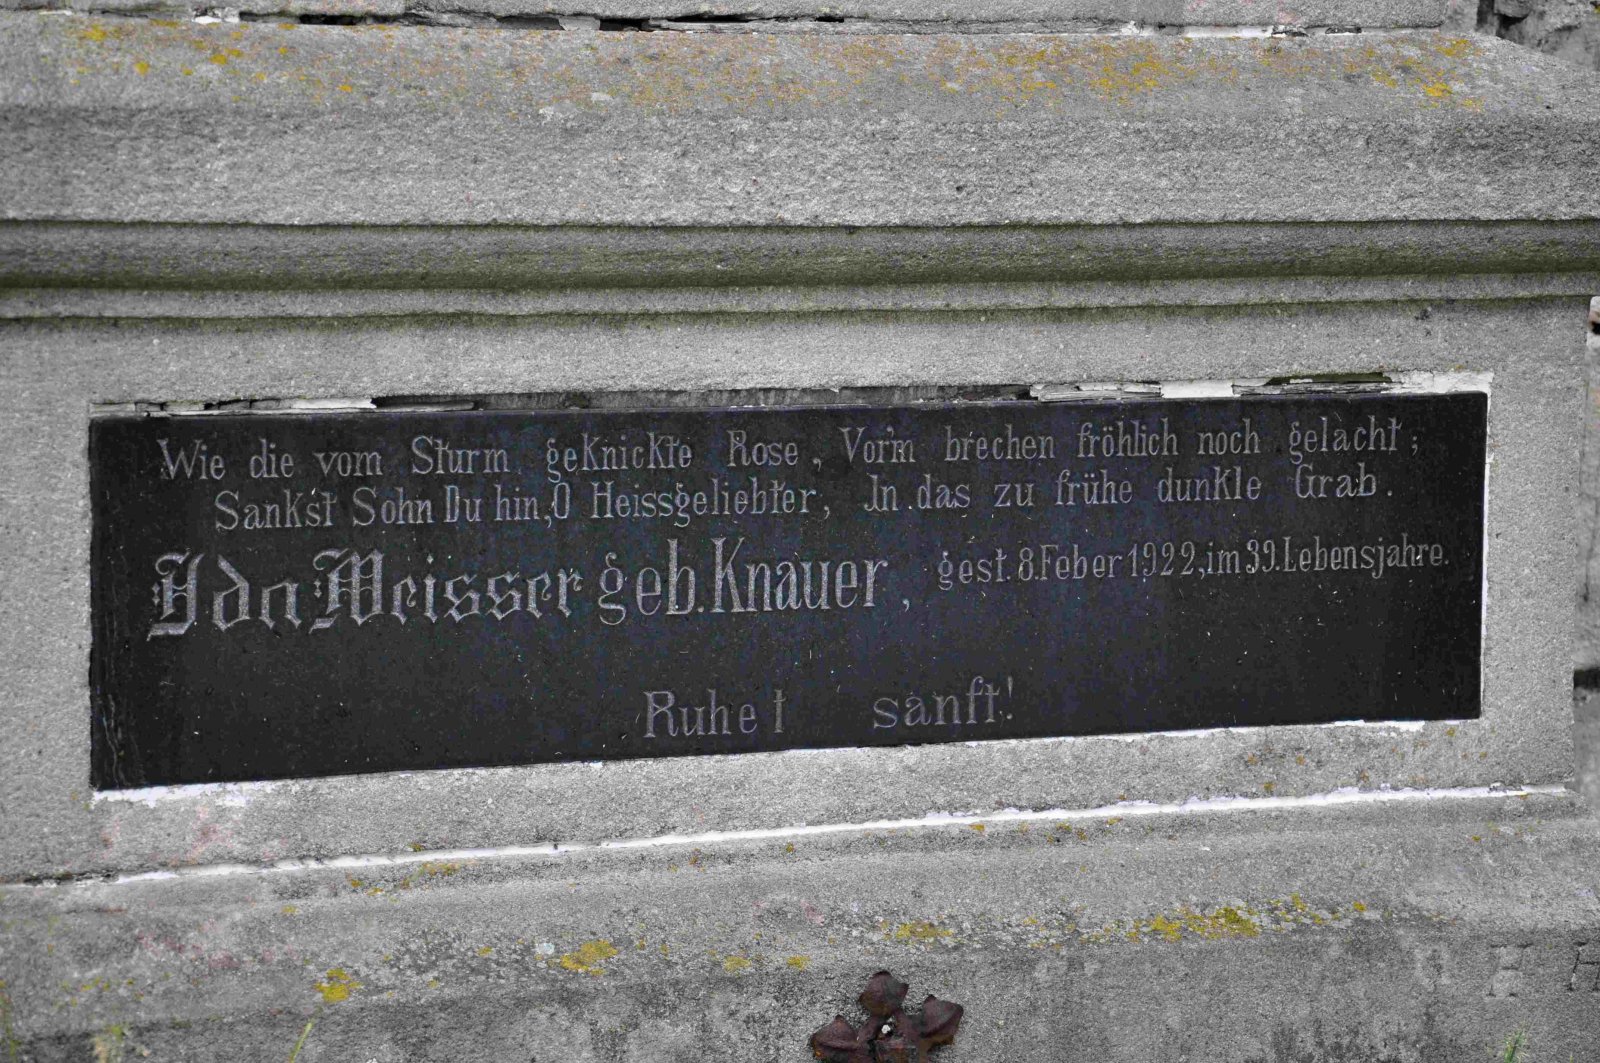 Wie die vom Sturm geknickte Rose, Vor'm brechen fröhlich noch gelacht;
Sankst Sohn Du hin, O Heissgeliebter, In das zu frühe dunkle Grab.
Ida Weisser geb. Knauer, gest. 8. Feber 1922, im 39. Lebensjahre.
Ruhet sanft!